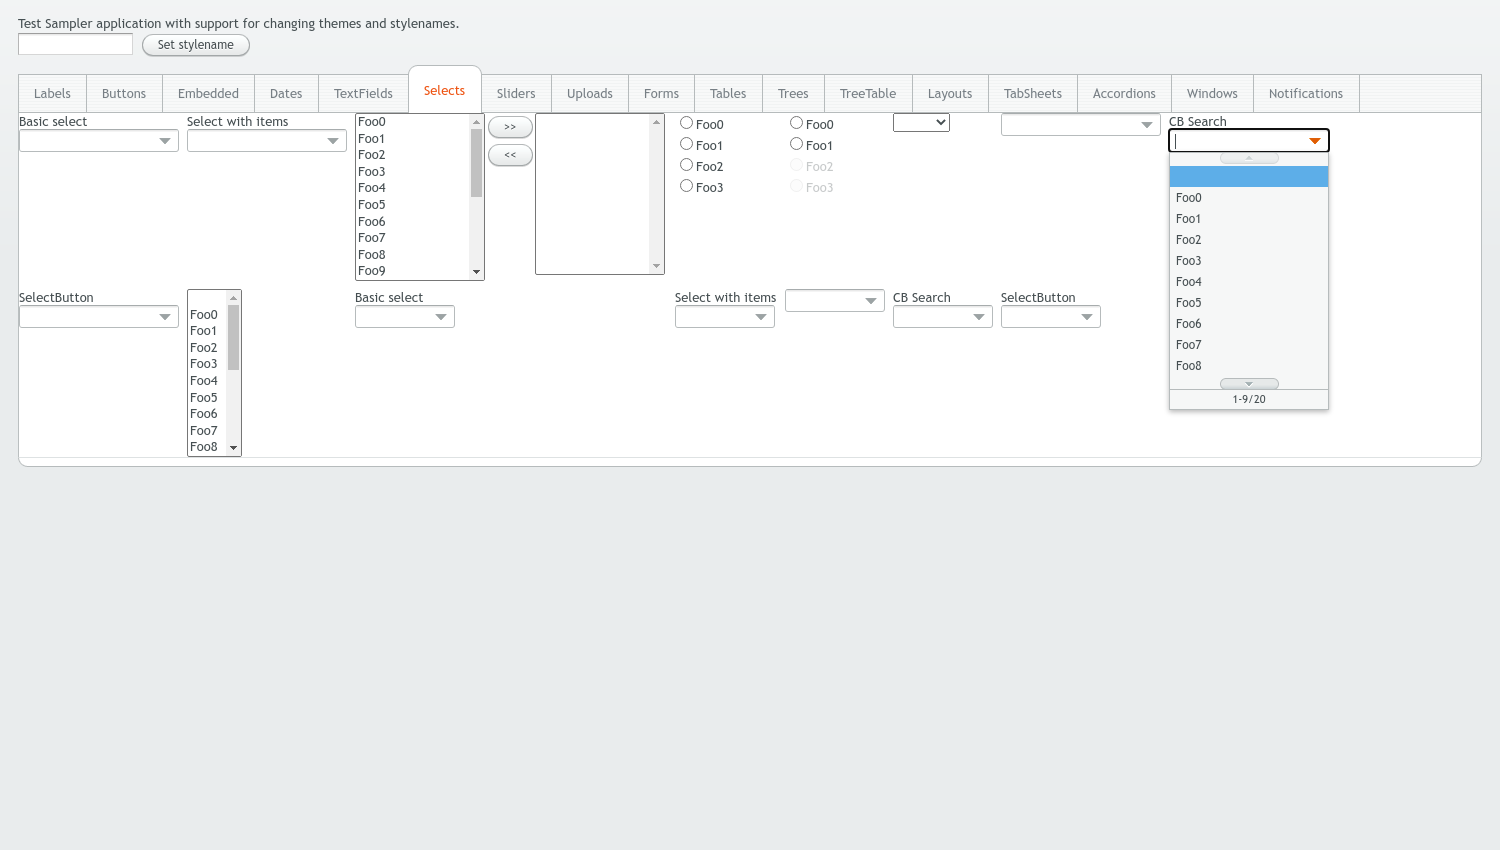 Test Sampler application with support for changing themes and stylenames.
Set stylename
Labels Buttons Embedded Dates TextFields Selects Sliders Uploads Forms Tables Trees TreeTable Layouts TabSheets Accordions Windows Notifications
Basic select
Select with items
Foo0
Foo1
Foo2
Foo3
Foo4
Foo5
Foo6
Foo7
Foo8
Foo9
>>
<<
Foo0
Foo1
Foo2
Foo3
Foo0
Foo1
Foo2
Foo3
CB Search
Foo0
Foo1
Foo2
Foo3
Foo4
Foo5
Foo6
Foo7
Foo8
1-9/20
SelectButton
Foo0
Foo1
Foo2
Foo3
Foo4
Foo5
Foo6
Foo7
Foo8
Basic select
Select with items
CB Search
SelectButton